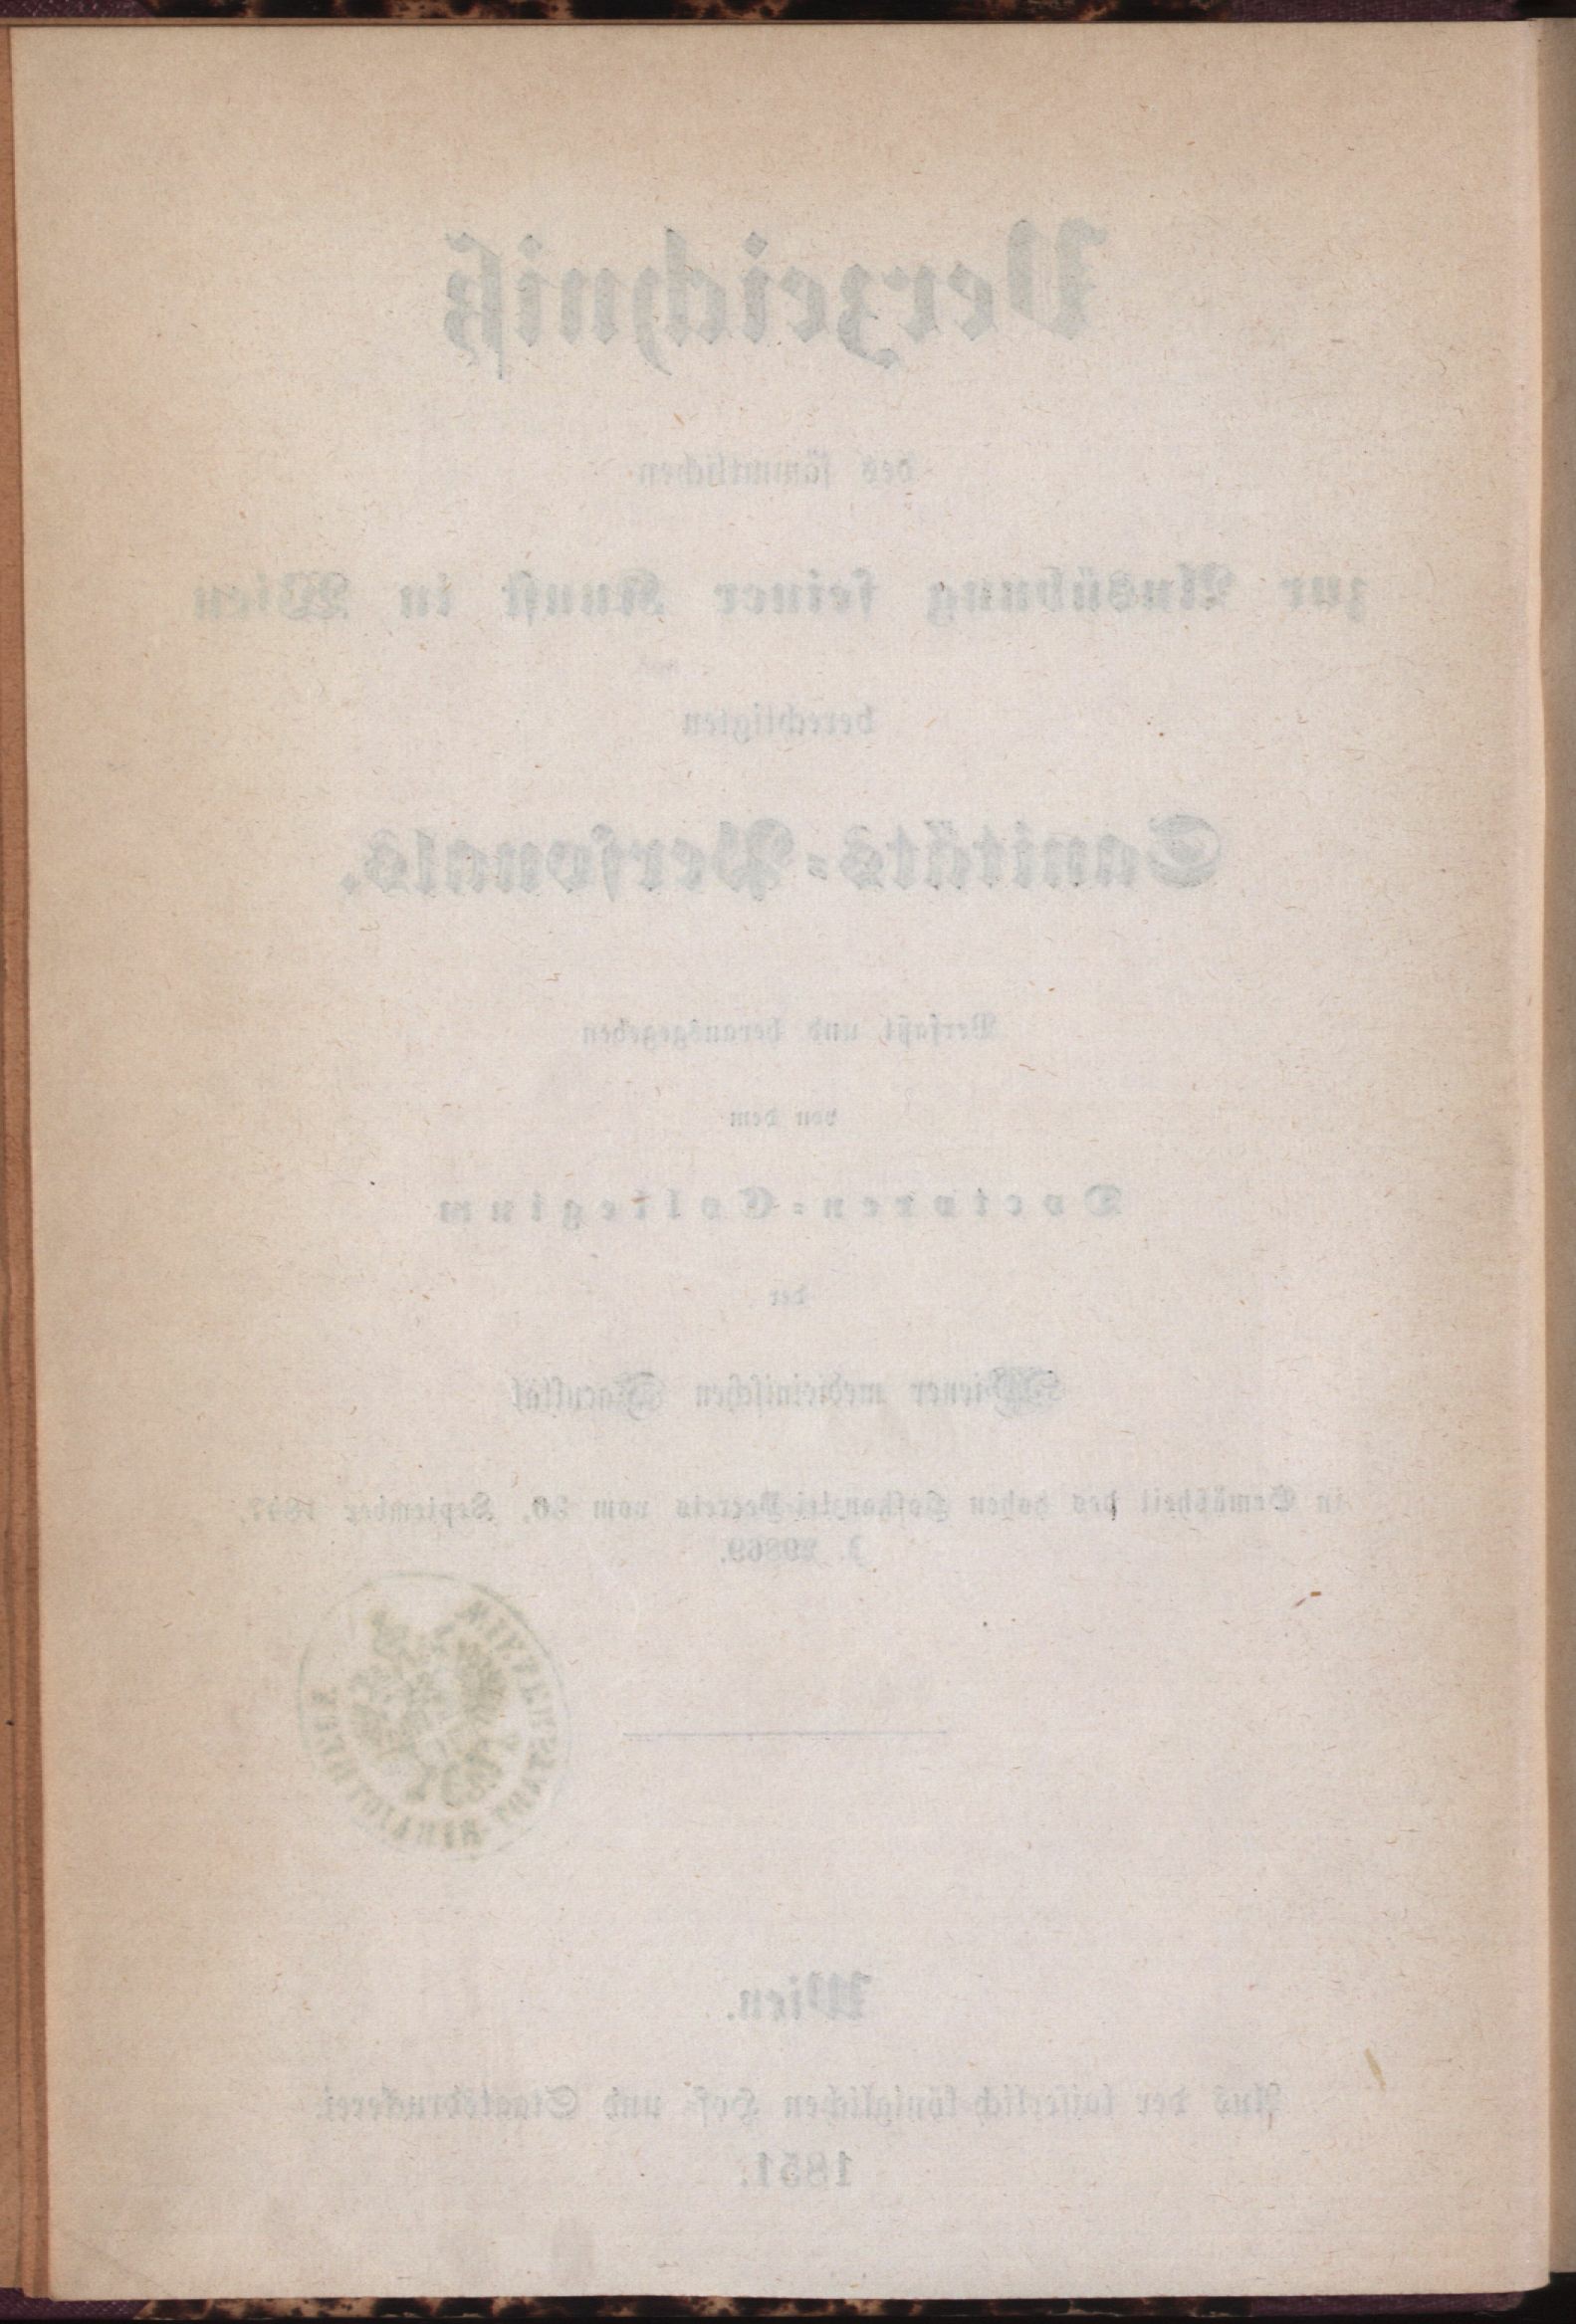 Verzeichniß
des sämmtlichen
zur Ausübung seiner Kunst in Wien
berechtigten
Sanitäts-Personals.
Verfaßt und herausgegeben
von dem
Doctoren-Collegium
der
Wiener medicinischen Facultät
in Gemäßheit des hohen Hofkanzlei-Decrets vom 26. September 1847,
Z. 29869.
Wien.
Aus der kaiserlich königlichen Hof- und Staatsdruckerei.
1851.